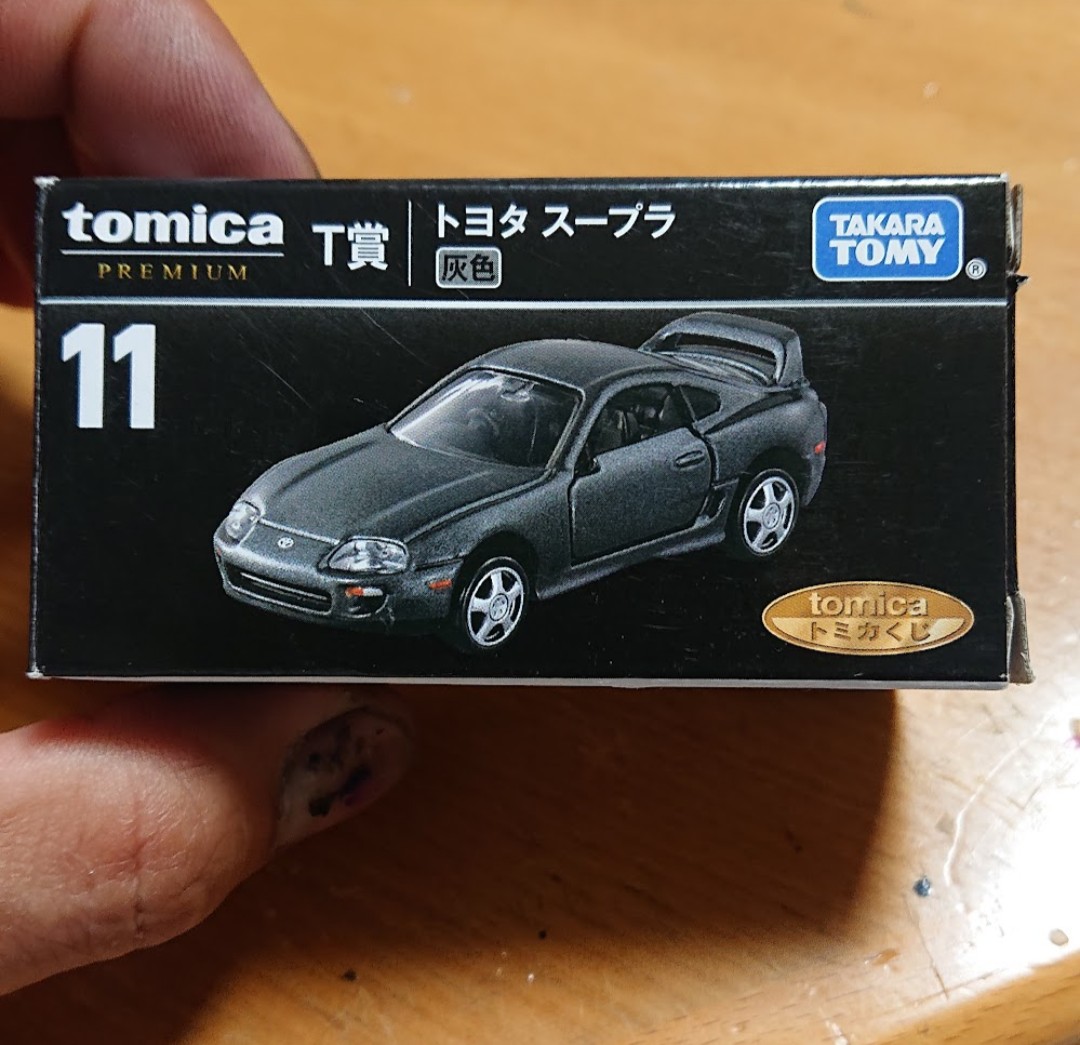 tomica
PREMIUM
T賞
トヨタ スープラ
灰色
TAKARA
TOMY
®
11
tomica
トミカくじ